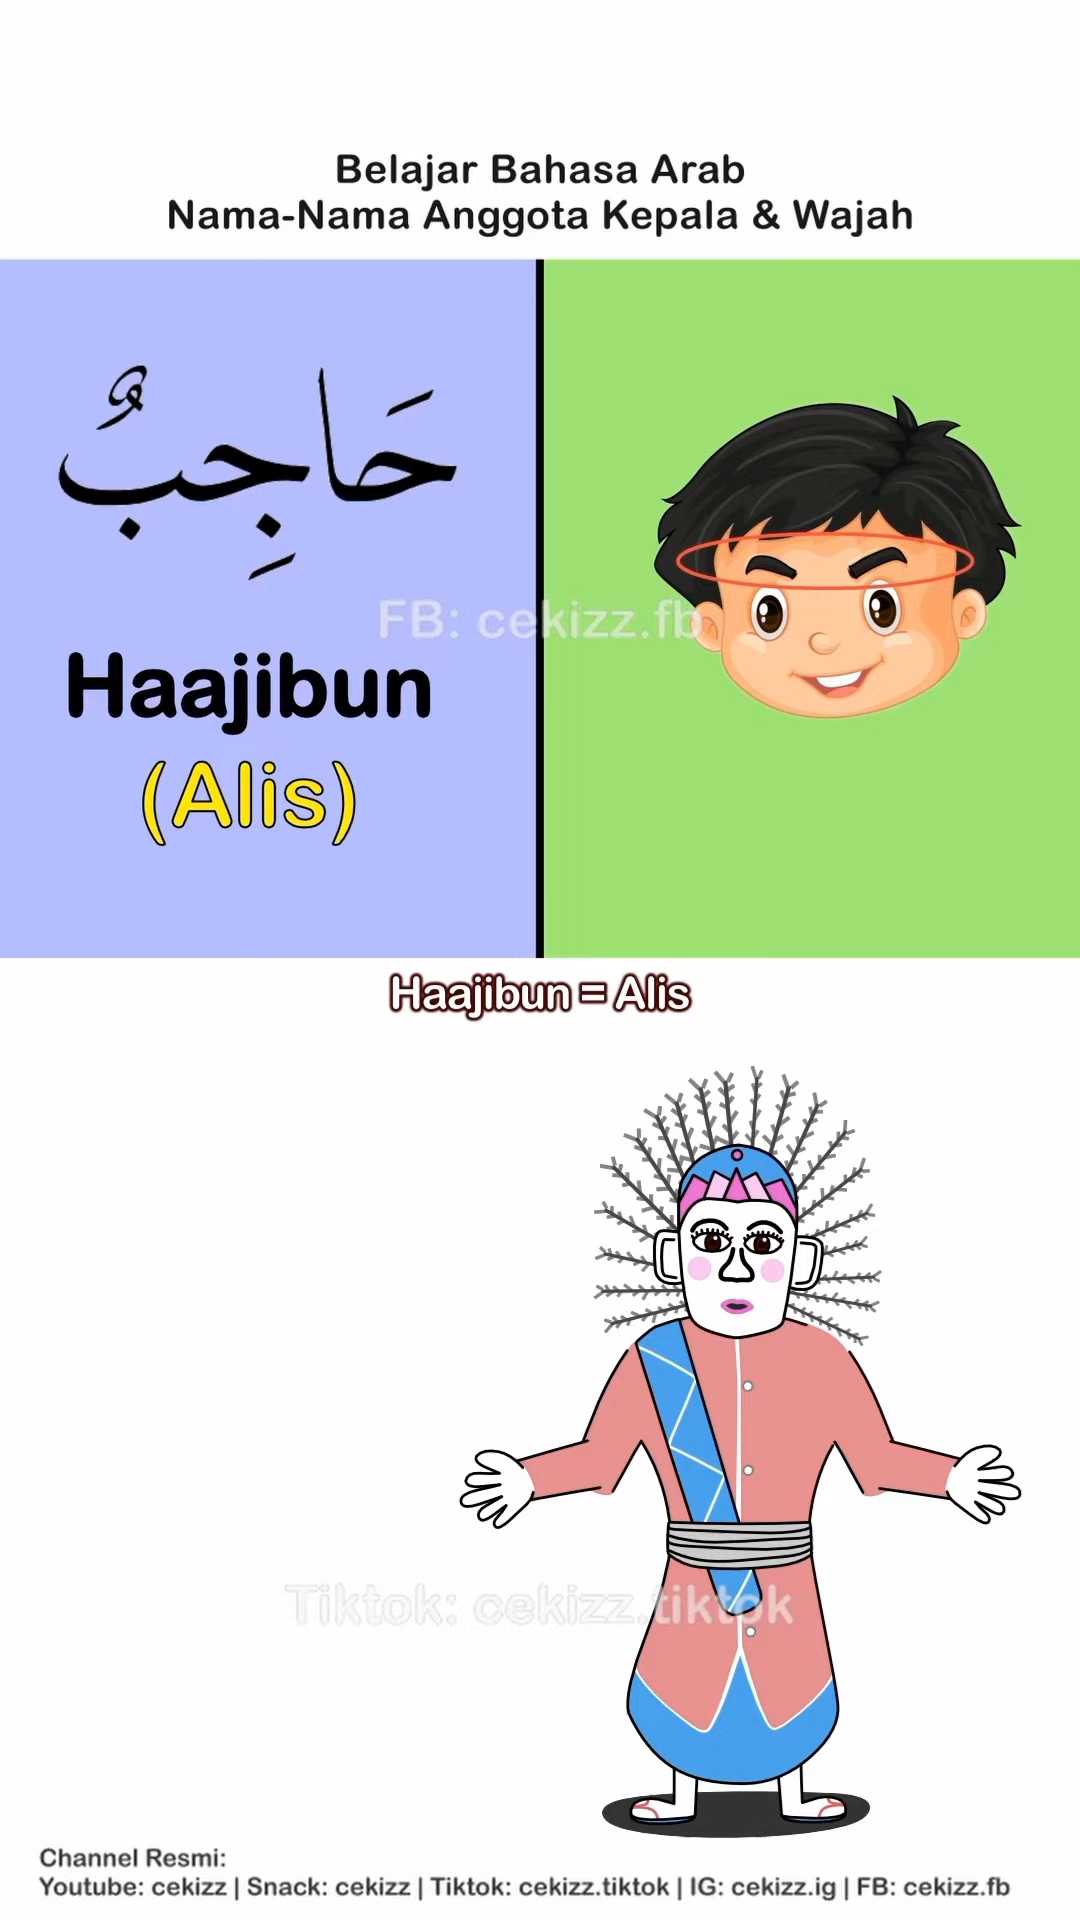 Belajar Bahasa Arab
Nama-Nama Anggota Kepala & Wajah
حَاجِبٌ
FB: cekizz.fb
Haajibun
(Alis)
Haajibun = Alis
Tiktok: cekizz.tiktok
Channel Resmi:
Youtube: cekizz | Snack: cekizz | Tiktok: cekizz.tiktok | IG: cekizz.ig | FB: cekizz.fb